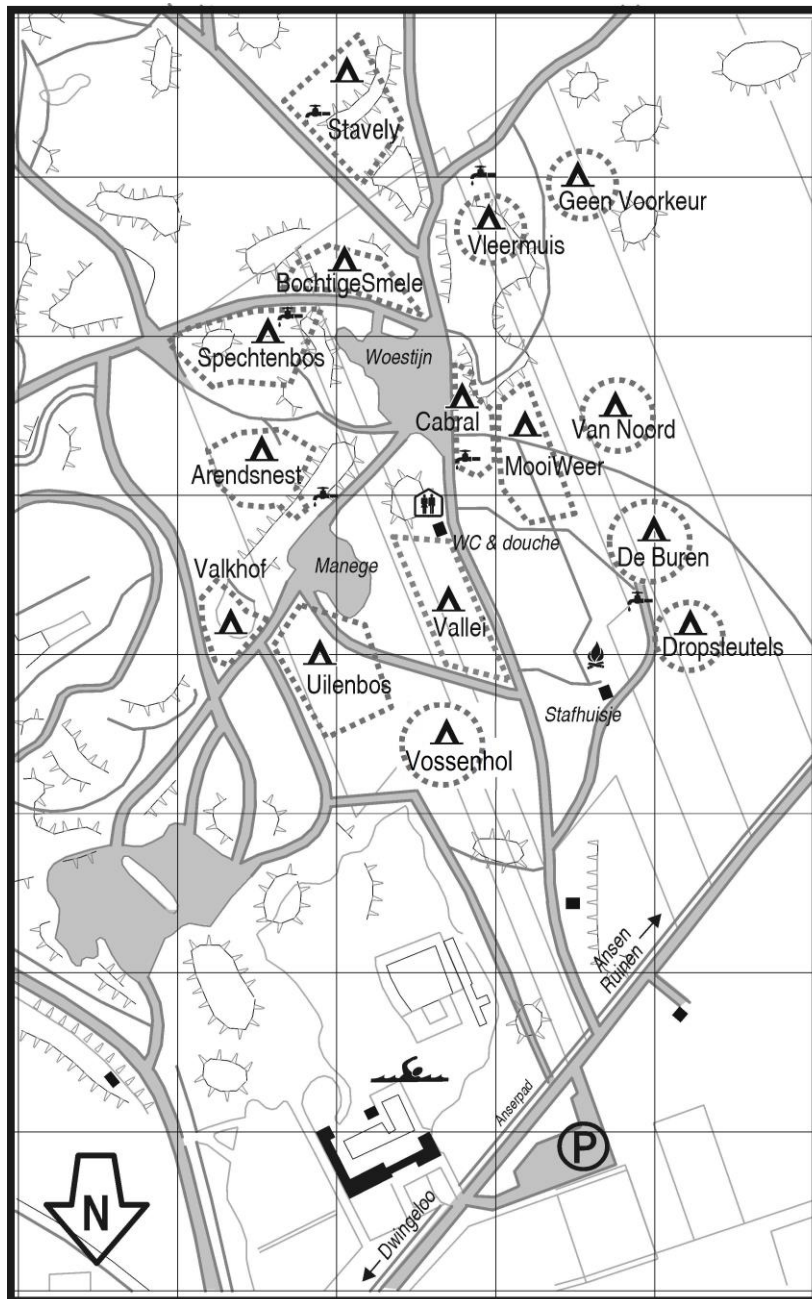 Stavely
Geen Voorkeur
Vleermuis
BochtigeSmele
Spechtenbos
Woestijn
Cabral
Van Noord
MooiWeer
Arendsnest
WC & douche
De Buren
Valkhof
Manege
Vallei
Dropsleutels
Uilenbos
Stafhuisje
Vossenhol
Ansen
Ruinen
Anserpad
P
N
Dwingeloo